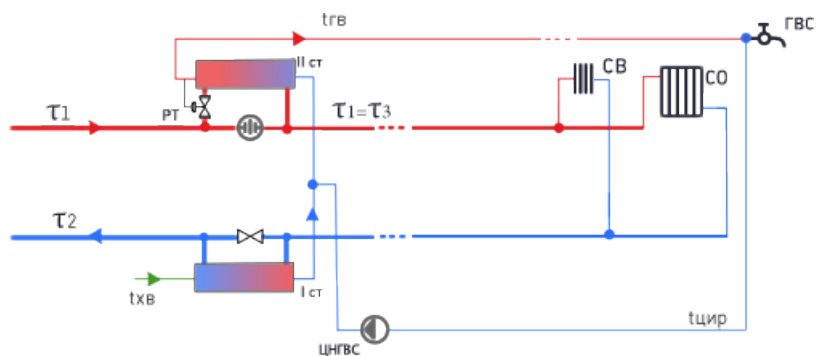 tгв
ГВС
II ст
СВ
СО
τ1
РТ
τ1=τ3
τ2
tхв
I ст
tцир
ЦНГВС